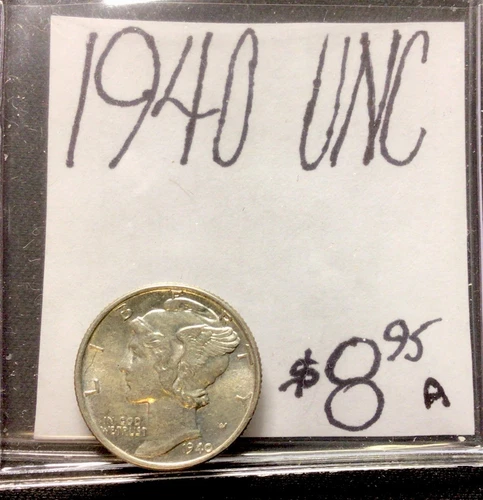 1940 UNC
$8.95 A
LIBERTY
IN GOD
WE TRUST
1940